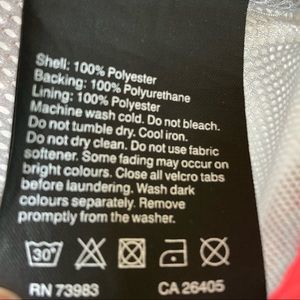 Shell: 100% Polyester
Backing: 100% Polyurethane
Lining: 100% Polyester
Machine wash cold. Do not bleach.
Do not tumble dry. Cool iron.
Do not dry clean. Do not use fabric
softener. Some fading may occur on
bright colours. Close all velcro tabs
before laundering. Wash dark
colours separately. Remove
promptly from the washer.
30°
RN 73983 CA 26405